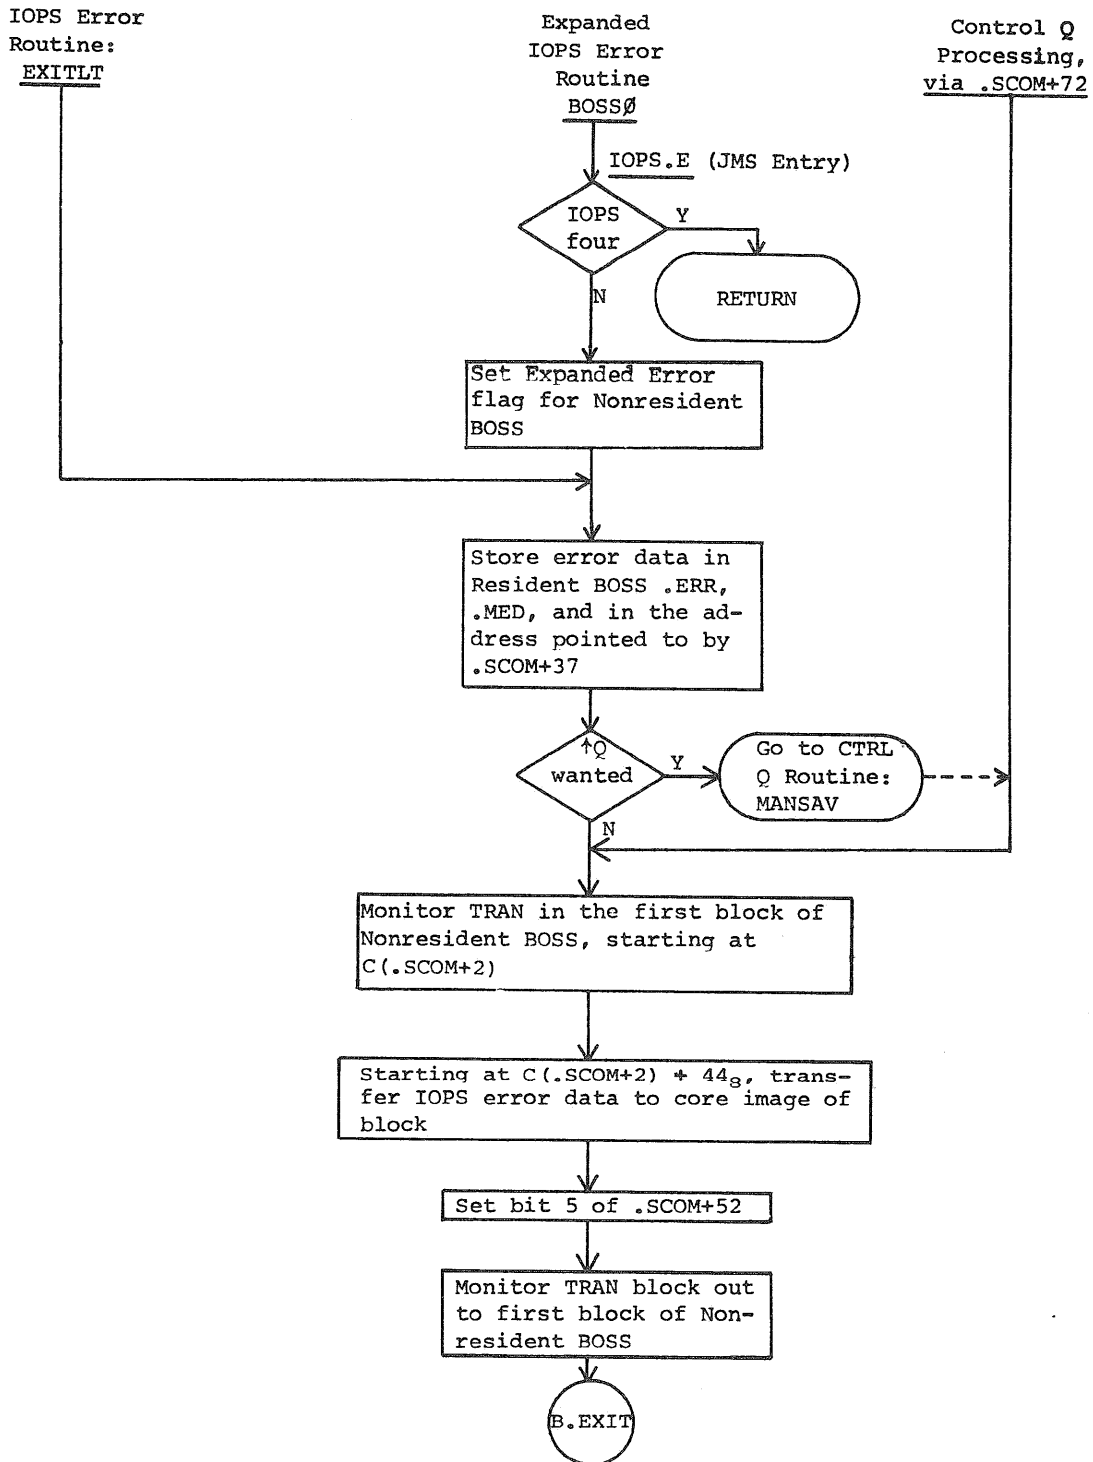 IOPS Error
Routine:
EXITLT
Expanded
IOPS Error
Routine
BOSSØ
Control Q
Processing,
via .SCOM+72
IOPS.E (JMS Entry)
IOPS
four
Y
RETURN
N
Set Expanded Error
flag for Nonresident
BOSS
Store error data in
Resident BOSS .ERR,
.MED, and in the ad-
dress pointed to by
.SCOM+37
↑Q
wanted
Y
Go to CTRL
Q Routine:
MANSAV
N
Monitor TRAN in the first block of
Nonresident BOSS, starting at
C(.SCOM+2)
Starting at C(.SCOM+2) + 44₈, trans-
fer IOPS error data to core image of
block
Set bit 5 of .SCOM+52
Monitor TRAN block out
to first block of Non-
resident BOSS
B.EXIT